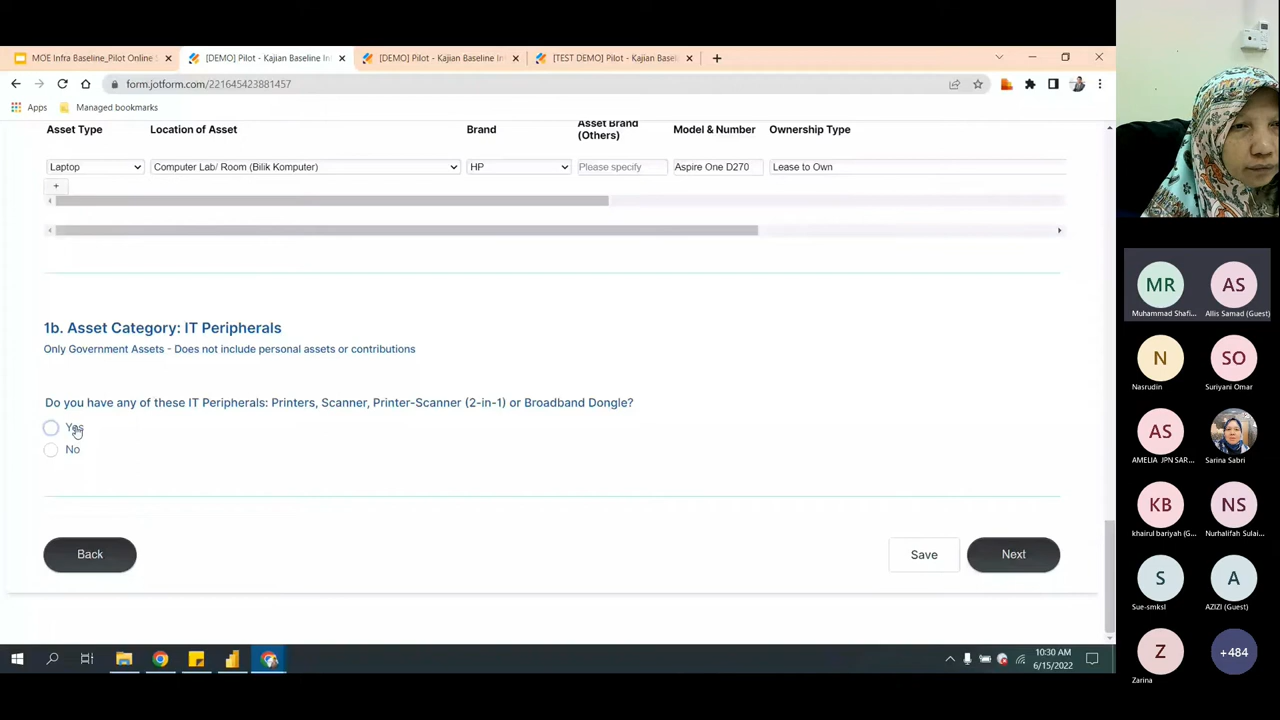 MOE Infra Baseline_Pilot Online
[DEMO] Pilot - Kajian Baseline In
[DEMO] Pilot - Kajian Baseline In
[TEST DEMO] Pilot - Kajian Basel
form.jotform.com/221645423881457
Apps
Managed bookmarks
Asset Type
Location of Asset
Brand
Asset Brand
(Others)
Model & Number
Ownership Type
Laptop
Computer Lab/ Room (Bilik Komputer)
HP
Please specify
Aspire One D270
Lease to Own
+
1b. Asset Category: IT Peripherals
Only Government Assets - Does not include personal assets or contributions
Do you have any of these IT Peripherals: Printers, Scanner, Printer-Scanner (2-in-1) or Broadband Dongle?
Yes
No
Back
Save
Next
10:30 AM
6/15/2022
MR
Muhammad Shafi...
AS
Allis Samad (Guest)
N
Nasrudin
SO
Suriyani Omar
AS
AMELIA JPN SAR...
Sarina Sabri
KB
khairul bariyah (G...
NS
Nurhalifah Sulai...
S
Sue-smksl
A
AZIZI (Guest)
Z
Zarina
+484